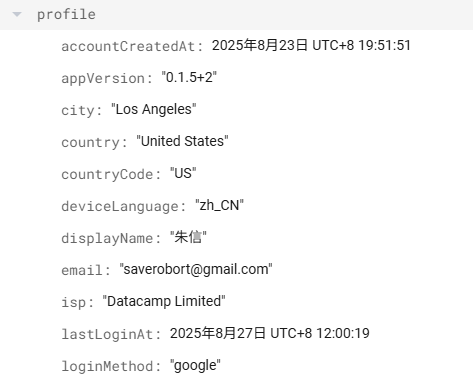 profile
accountCreatedAt: 2025年8月23日 UTC+8 19:51:51
appVersion: "0.1.5+2"
city: "Los Angeles"
country: "United States"
countryCode: "US"
deviceLanguage: "zh_CN"
displayName: "朱信"
email: "saverobort@gmail.com"
isp: "Datacamp Limited"
lastLoginAt: 2025年8月27日 UTC+8 12:00:19
loginMethod: "google"